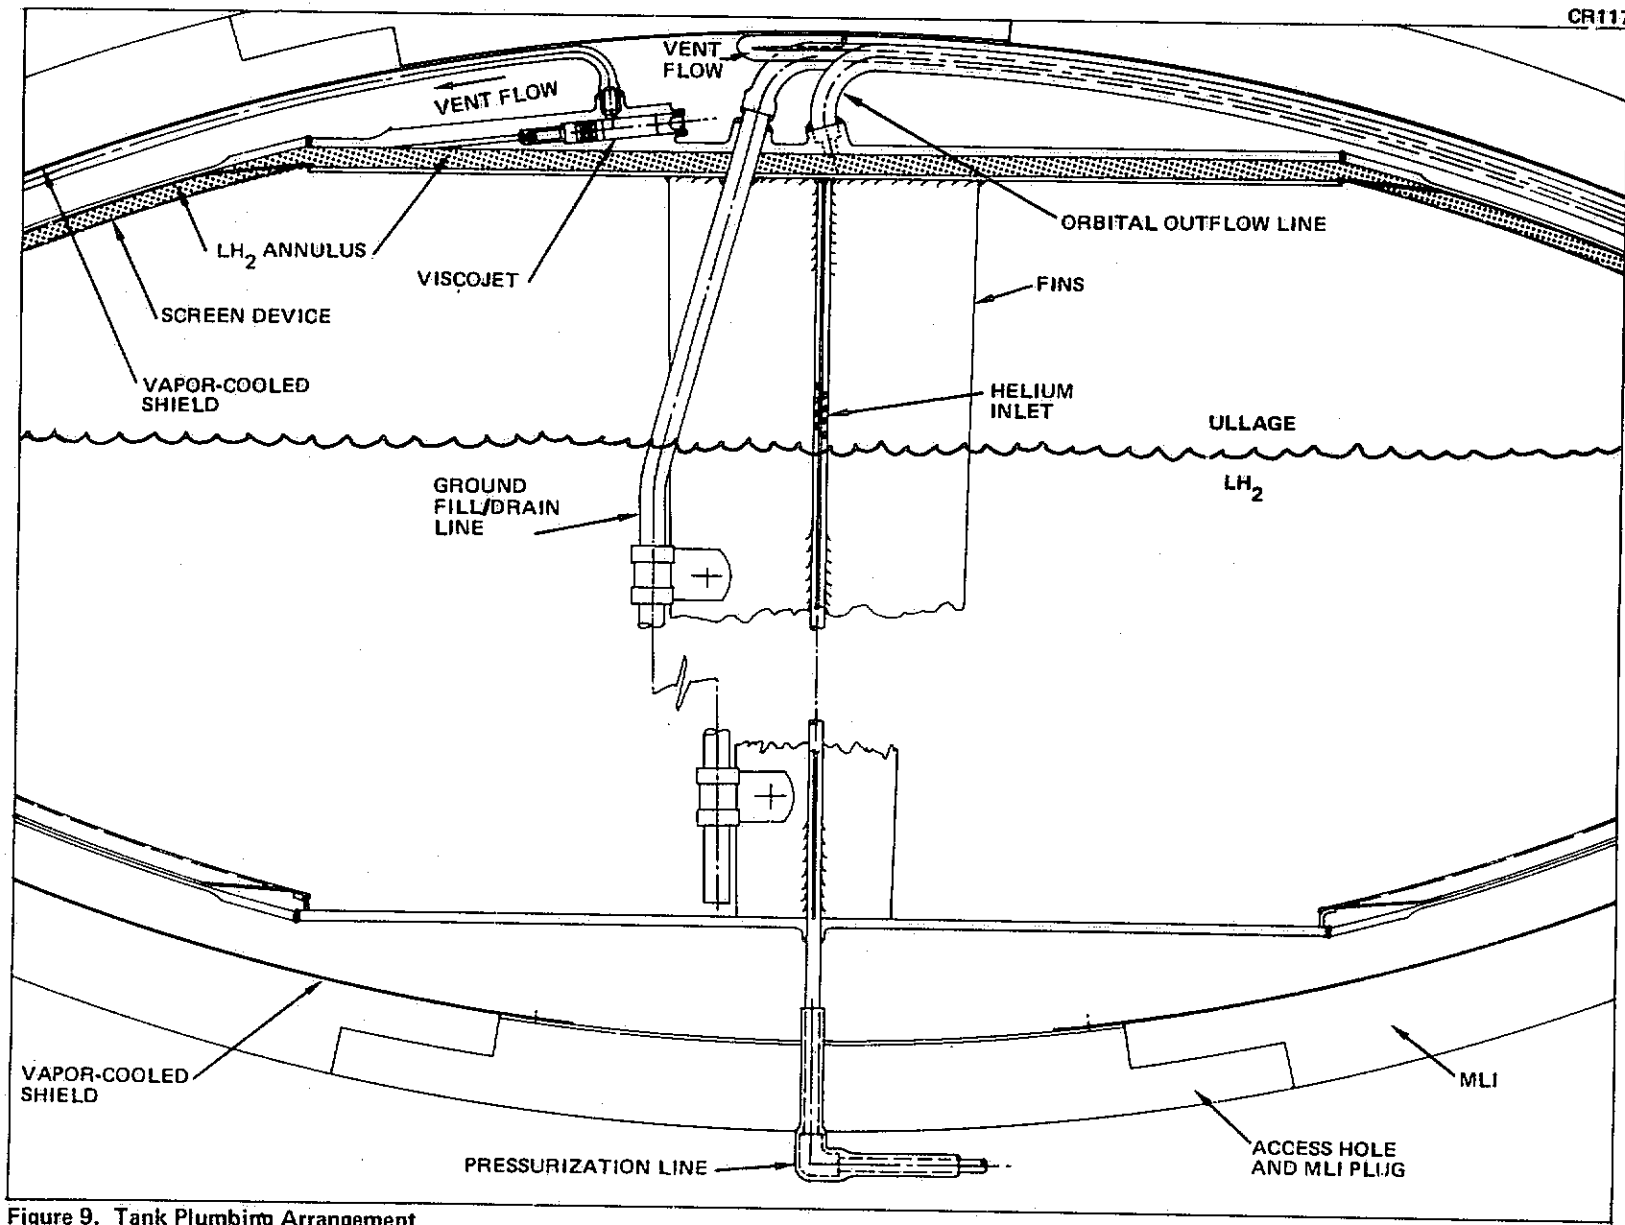 CR117
VENT
FLOW
VENT FLOW
ORBITAL OUTFLOW LINE
LH2 ANNULUS
VISCOJET
FINS
SCREEN DEVICE
VAPOR-COOLED
SHIELD
HELIUM
INLET
ULLAGE
LH2
GROUND
FILL/DRAIN
LINE
VAPOR-COOLED
SHIELD
MLI
PRESSURIZATION LINE
ACCESS HOLE
AND MLI PLUG
Figure 9. Tank Plumbing Arrangement